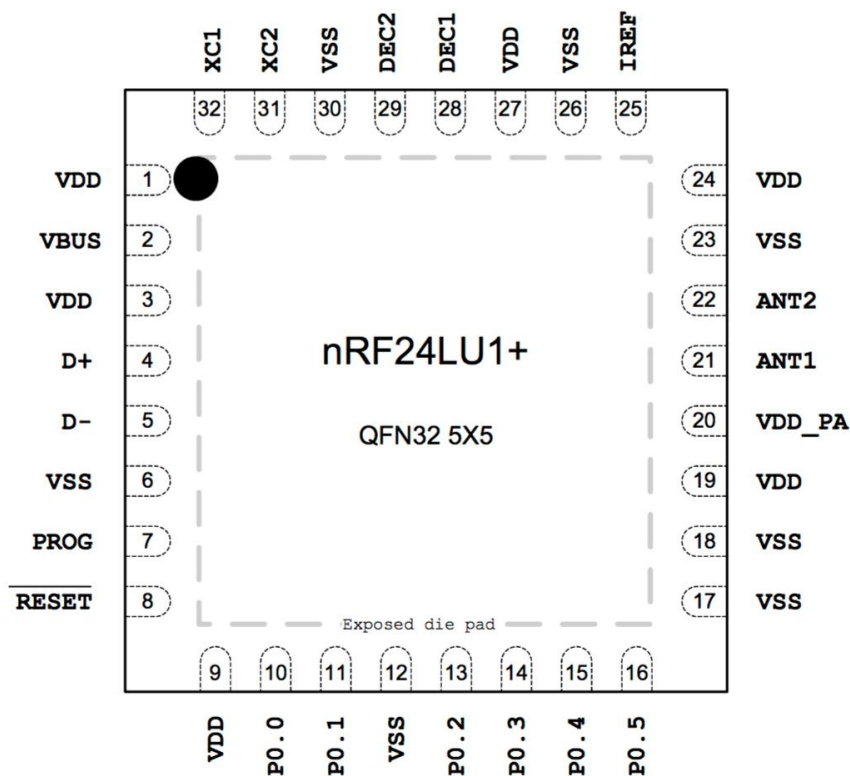 XC1 XC2 VSS DEC2 DEC1 VDD VSS IREF
32 31 30 29 28 27 26 25
VDD 1 24 VDD
VBUS 2 23 VSS
VDD 3 22 ANT2
D+ 4 21 ANT1
D- 5 20 VDD_PA
VSS 6 19 VDD
PROG 7 18 VSS
RESET 8 17 VSS
nRF24LU1+
QFN32 5X5
Exposed die pad
9 10 11 12 13 14 15 16
VDD P0.0 P0.1 VSS P0.2 P0.3 P0.4 P0.5